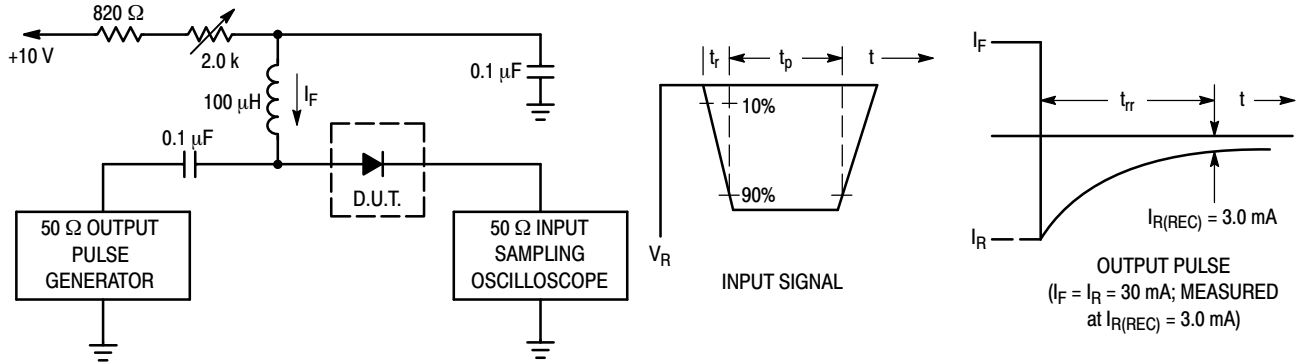 820 Ω
+10 V
2.0 k
100 μH
I_F
0.1 μF
0.1 μF
D.U.T.
50 Ω OUTPUT
PULSE
GENERATOR
50 Ω INPUT
SAMPLING
OSCILLOSCOPE
t_r
t_p
t
10%
90%
V_R
INPUT SIGNAL
I_F
t_rr
t
I_R
I_R(REC) = 3.0 mA
OUTPUT PULSE
(I_F = I_R = 30 mA; MEASURED
at I_R(REC) = 3.0 mA)